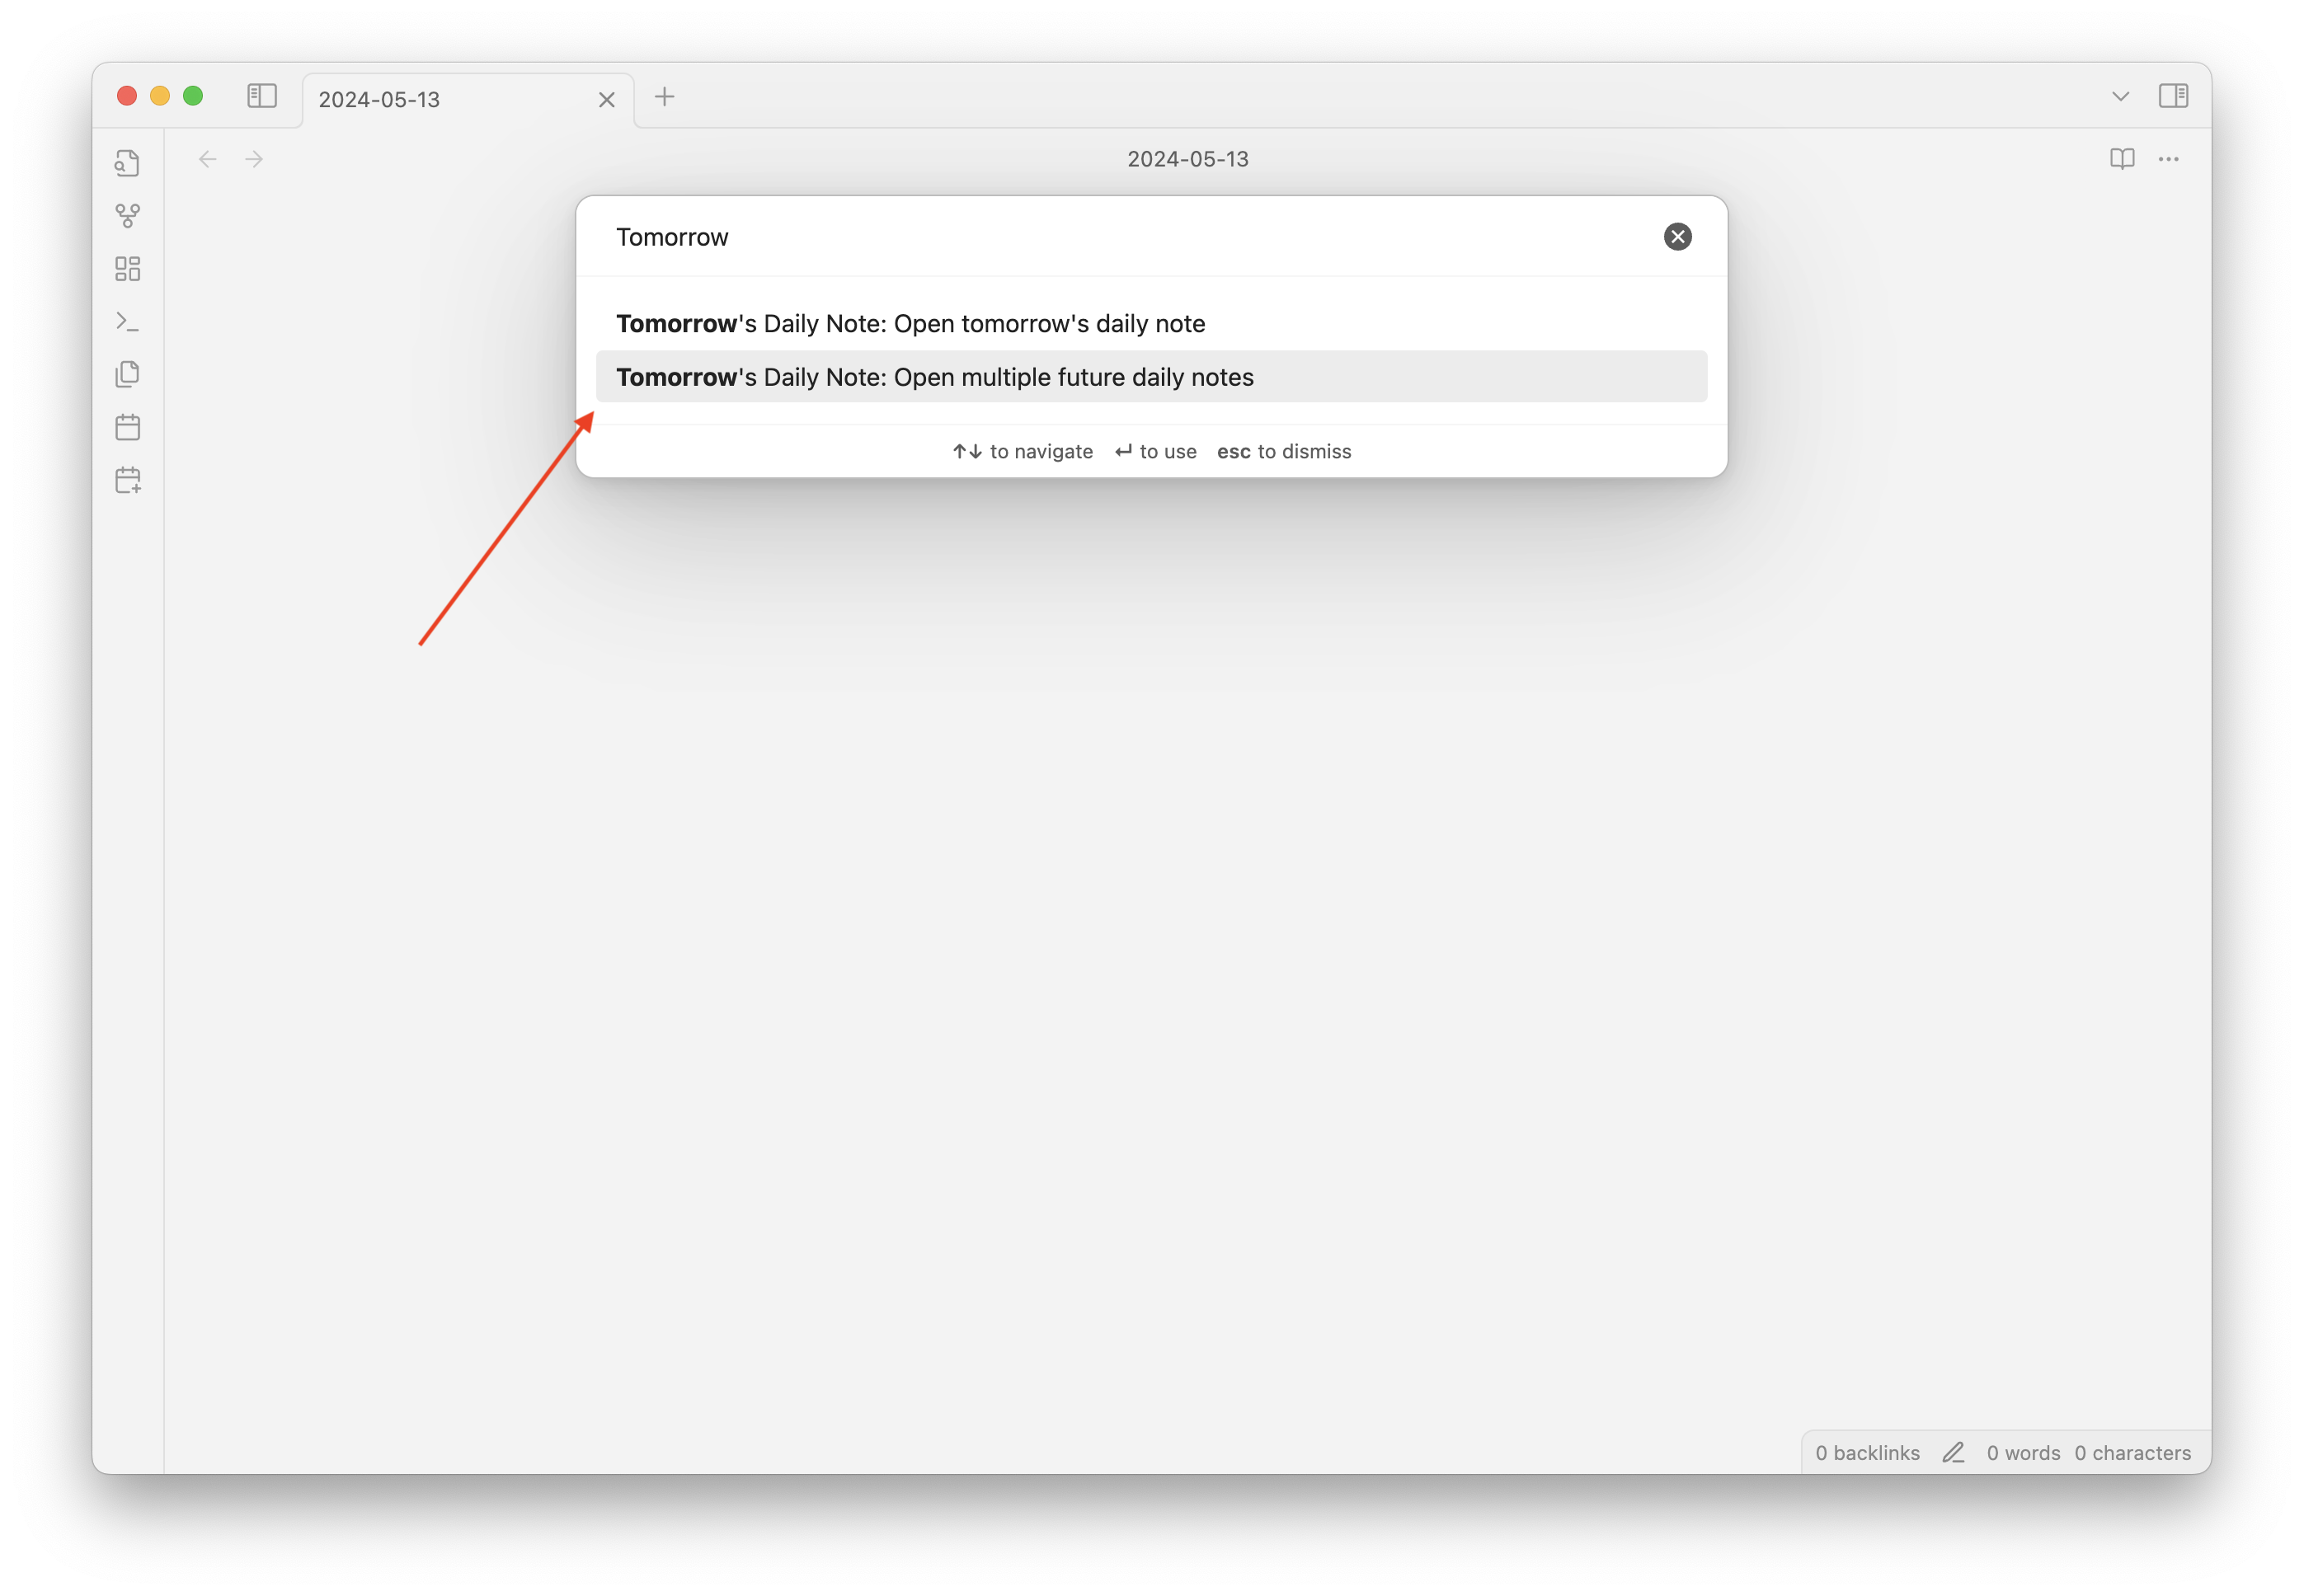 2024-05-13
2024-05-13
Tomorrow
Tomorrow's Daily Note: Open tomorrow's daily note
Tomorrow's Daily Note: Open multiple future daily notes
↑↓ to navigate ↵ to use esc to dismiss
0 backlinks 0 words 0 characters